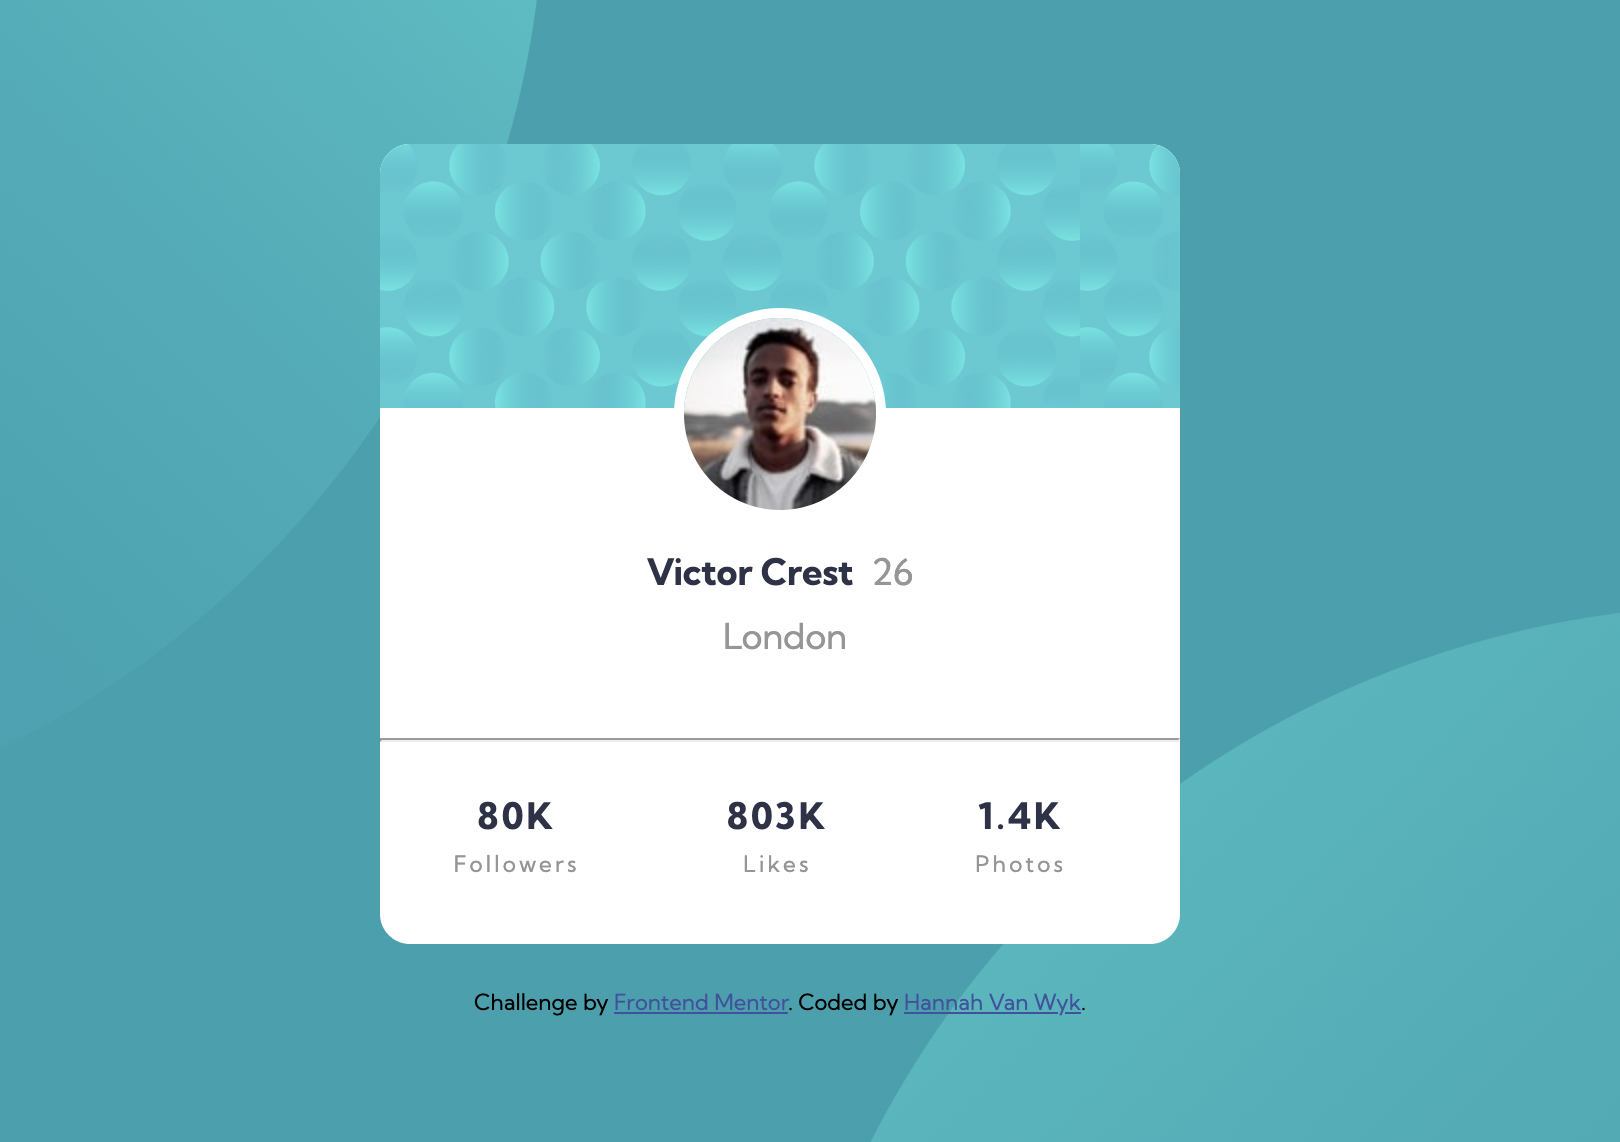 Victor Crest 26
London
80K 803K 1.4K
Followers Likes Photos
Challenge by Frontend Mentor. Coded by Hannah Van Wyk.